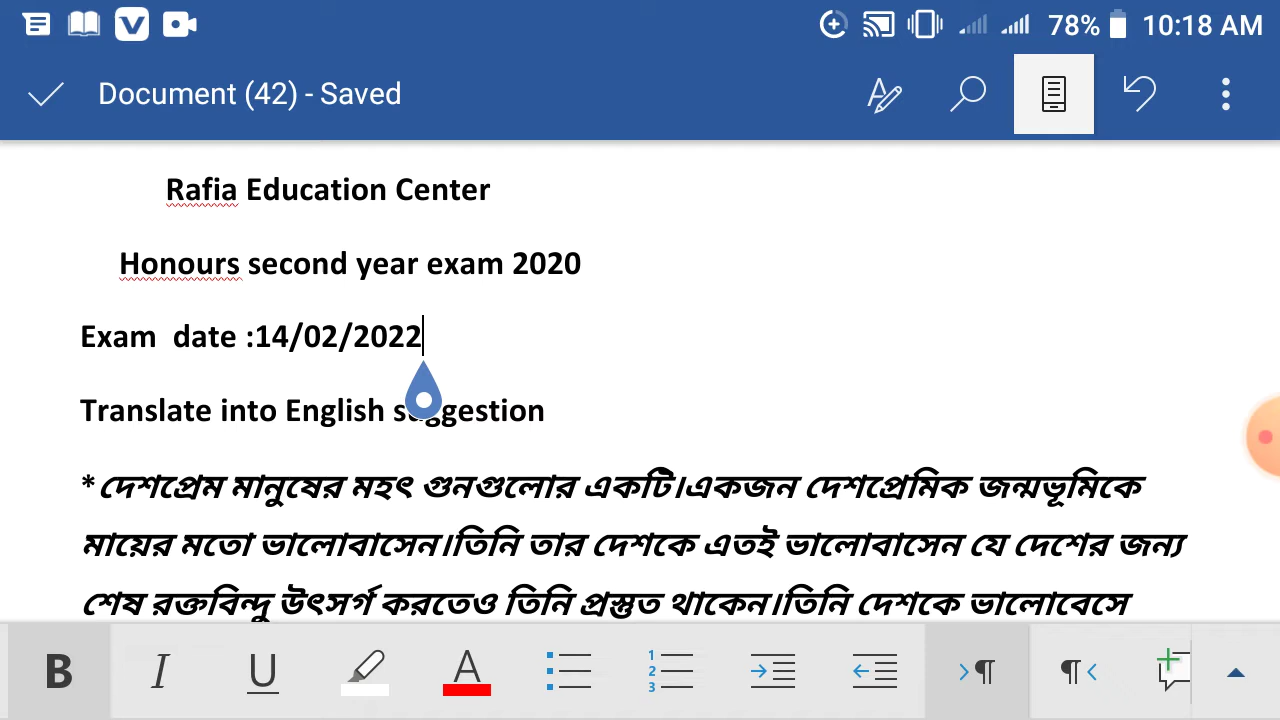 78% 10:18 AM
Document (42) - Saved
Rafia Education Center
Honours second year exam 2020
Exam date :14/02/2022
Translate into English suggestion
*দেশপ্রেম মানুষের মহৎ গুনগুলোর একটি।একজন দেশপ্রেমিক জন্মভূমিকে
মায়ের মতো ভালোবাসেন।তিনি তার দেশকে এতই ভালোবাসেন যে দেশের জন্য
শেষ রক্তবিন্দু উৎসর্গ করতেও তিনি প্রস্তুত থাকেন।তিনি দেশকে ভালোবেসে
B I U A